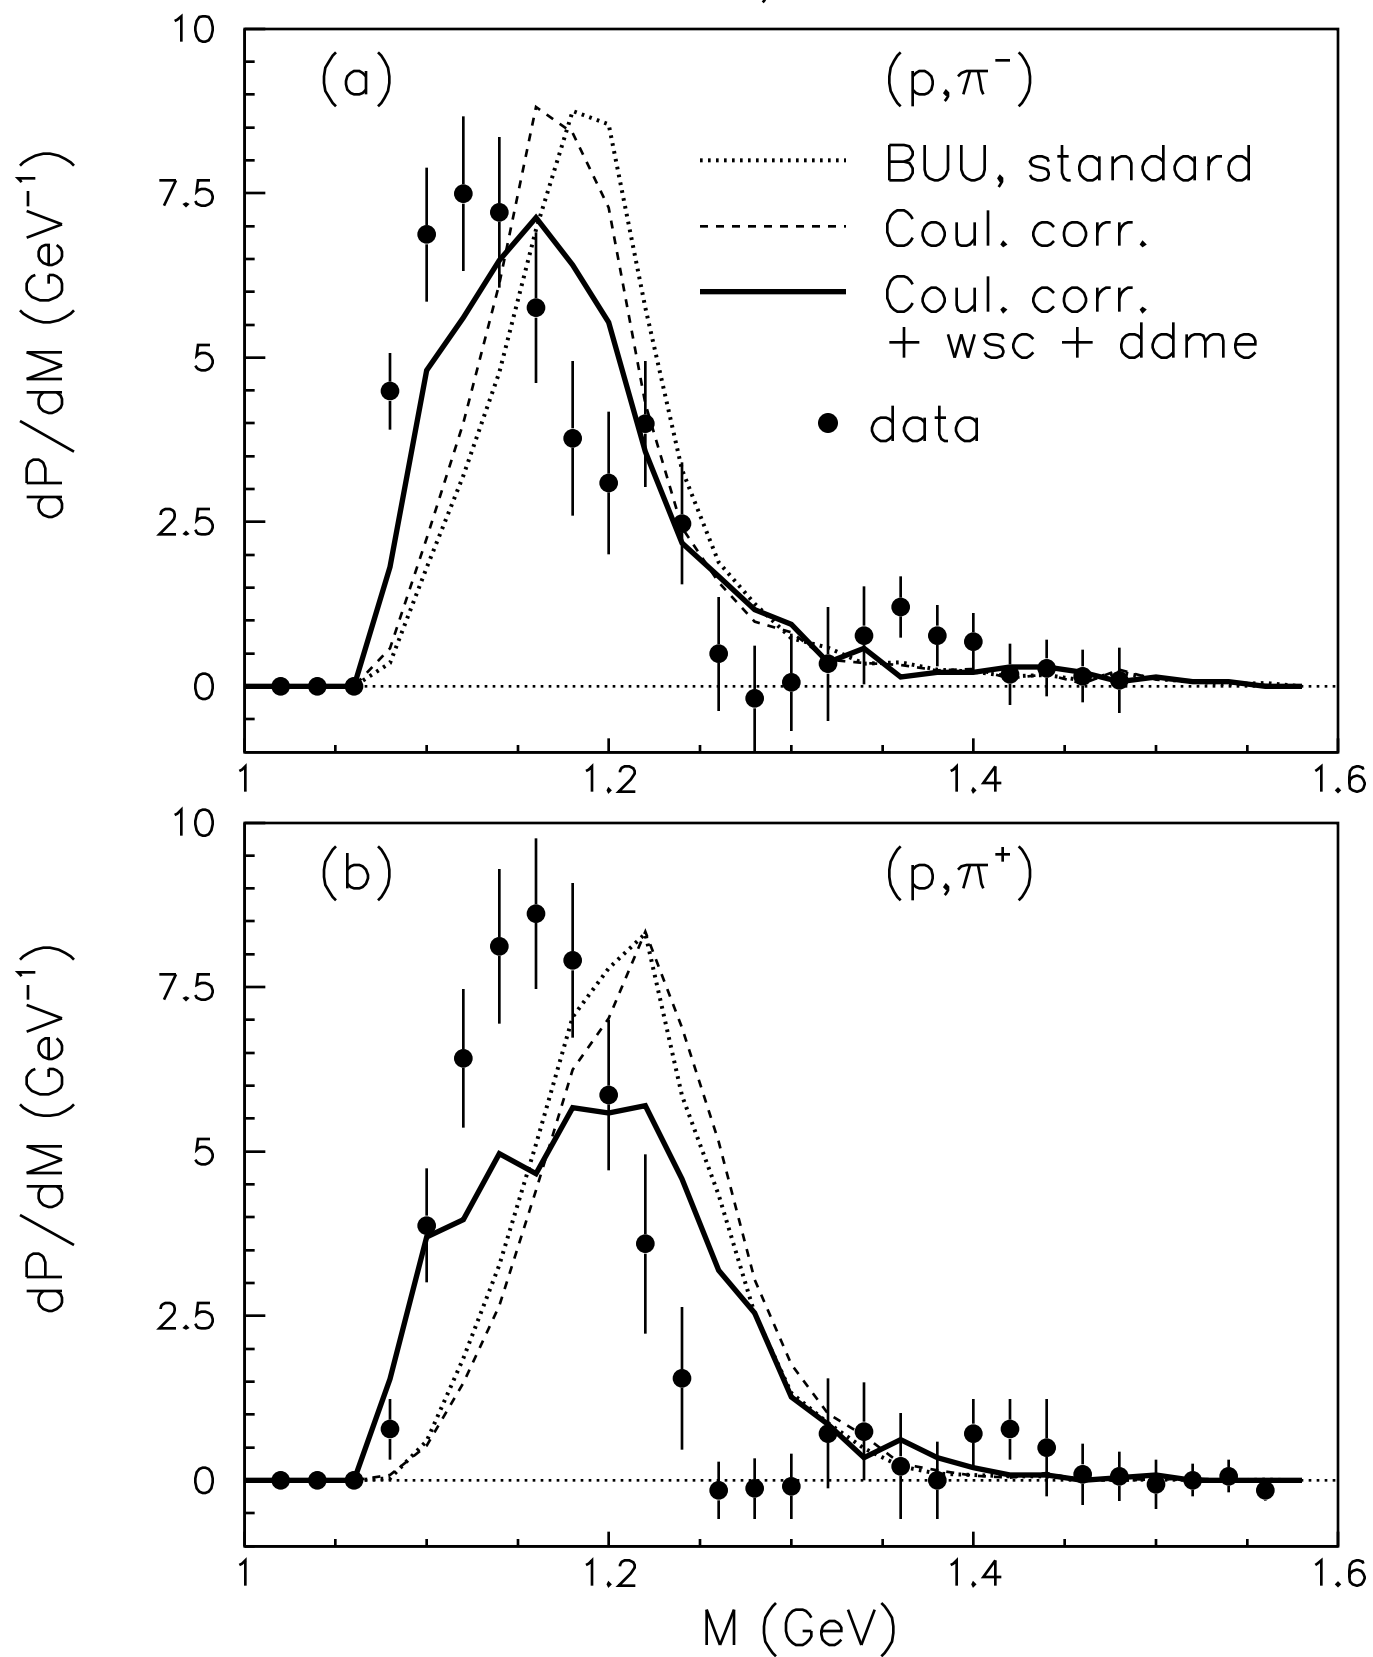 10
(a)
(p,π⁻)
BUU, standard
7.5
Coul. corr.
Coul. corr.
+ wsc + ddme
5
data
2.5
0
dP/dM (GeV⁻¹)
1 1.2 1.4 1.6
10
(b)
(p,π⁺)
7.5
5
2.5
0
dP/dM (GeV⁻¹)
1 1.2 1.4 1.6
M (GeV)